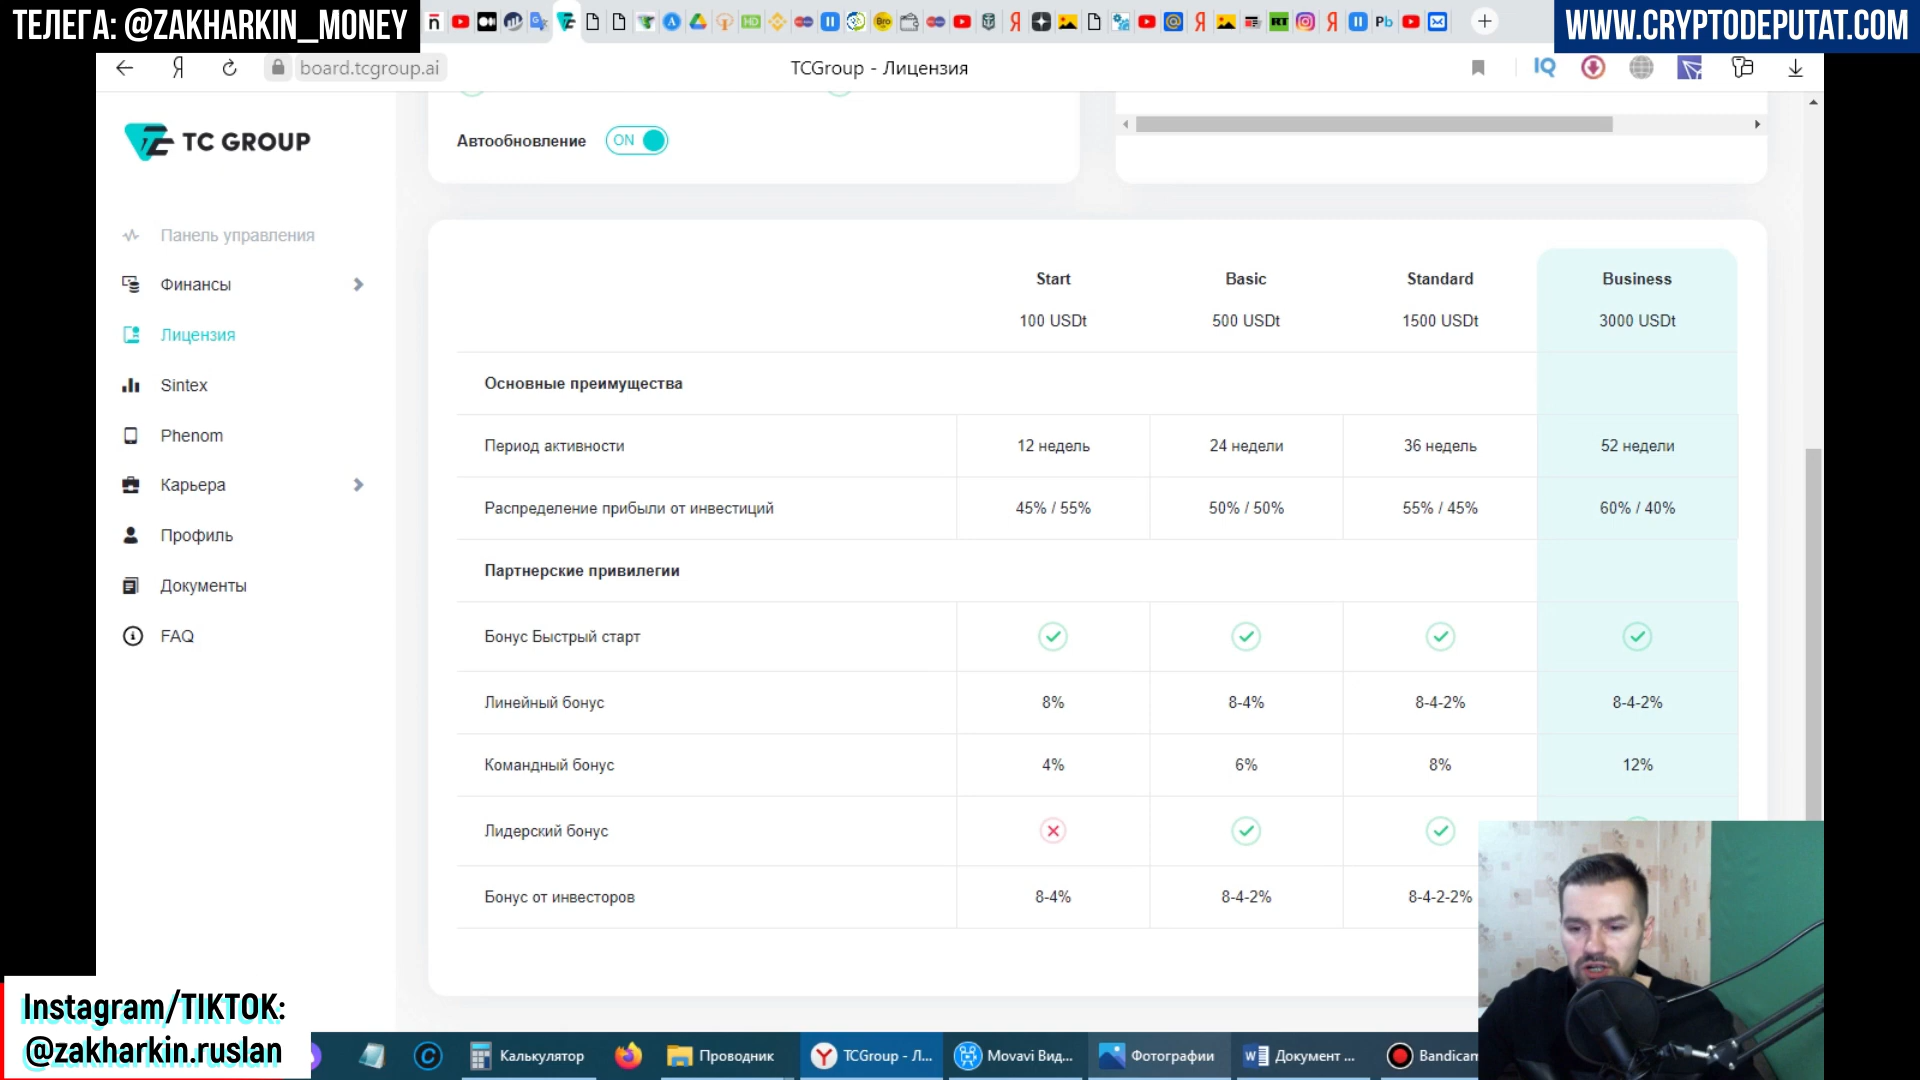 ТЕЛЕГА: @ZAKHARKIN_MONEY
WWW.CRYPTODEPUTAT.COM
board.tcgroup.ai
TCGroup - Лицензия
TC GROUP
Автообновление
ON
Панель управления
Финансы
Лицензия
Sintex
Phenom
Карьера
Профиль
Документы
FAQ
Start Basic Standard Business
100 USDt 500 USDt 1500 USDt 3000 USDt
Основные преимущества
Период активности 12 недель 24 недели 36 недель 52 недели
Распределение прибыли от инвестиций 45% / 55% 50% / 50% 55% / 45% 60% / 40%
Партнерские привилегии
Бонус Быстрый старт
Линейный бонус 8% 8-4% 8-4-2% 8-4-2%
Командный бонус 4% 6% 8% 12%
Лидерский бонус
Бонус от инвесторов 8-4% 8-4-2% 8-4-2-2%
Instagram/TIKTOK:
@zakharkin.ruslan
Калькулятор
Проводник
TCGroup - Л...
Movavi Вид...
Фотографии
Документ ...
Bandicam